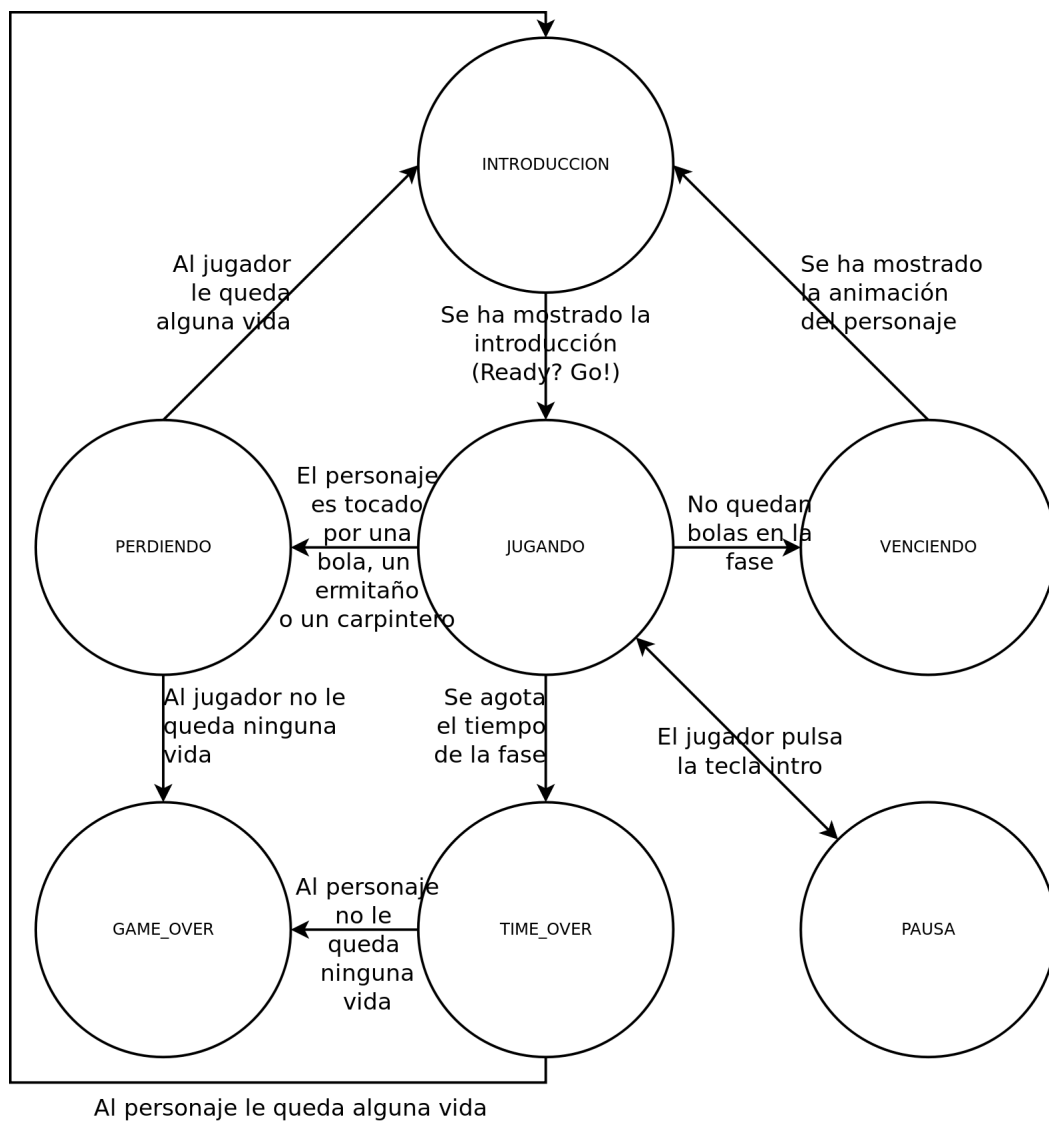 INTRODUCCION
Al jugador
le queda
alguna vida
Se ha mostrado
la animación
del personaje
Se ha mostrado la
introducción
(Ready? Go!)
PERDIENDO
El personaje
es tocado
por una
bola, un
ermitaño
o un carpintero
JUGANDO
No quedan
bolas en la
fase
VENCIENDO
Al jugador no le
queda ninguna
vida
Se agota
el tiempo
de la fase
El jugador pulsa
la tecla intro
GAME_OVER
Al personaje
no le
queda
ninguna
vida
TIME_OVER
PAUSA
Al personaje le queda alguna vida